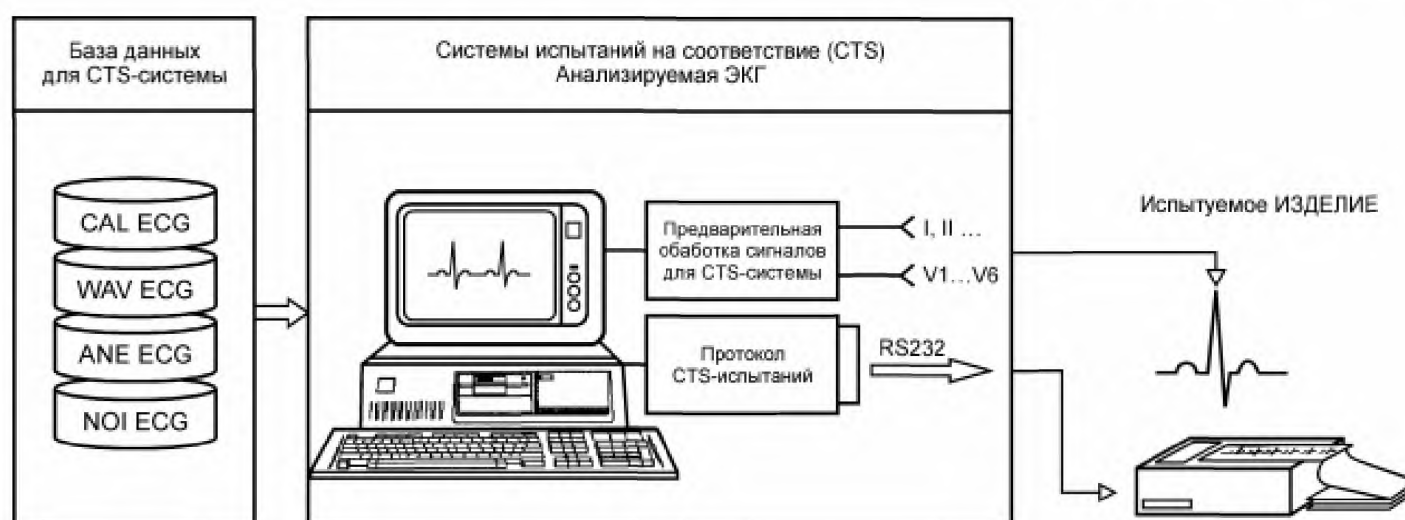 База данных
для CTS-системы
CAL ECG
WAV ECG
ANE ECG
NOI ECG
Системы испытаний на соответствие (CTS)
Анализируемая ЭКГ
Предварительная
обаботка сигналов
для CTS-системы
I, II ...
V1...V6
Протокол
CTS-испытаний
RS232
Испытуемое ИЗДЕЛИЕ